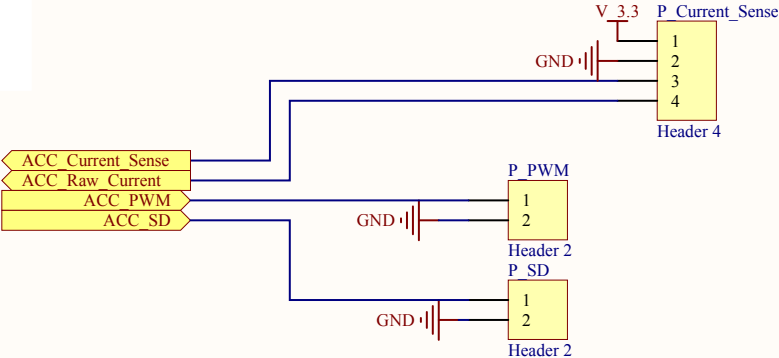 V_3.3
P_Current_Sense
1
GND
2
3
4
Header 4
ACC_Current_Sense
ACC_Raw_Current
ACC_PWM
ACC_SD
P_PWM
1
GND
2
Header 2
P_SD
1
GND
2
Header 2